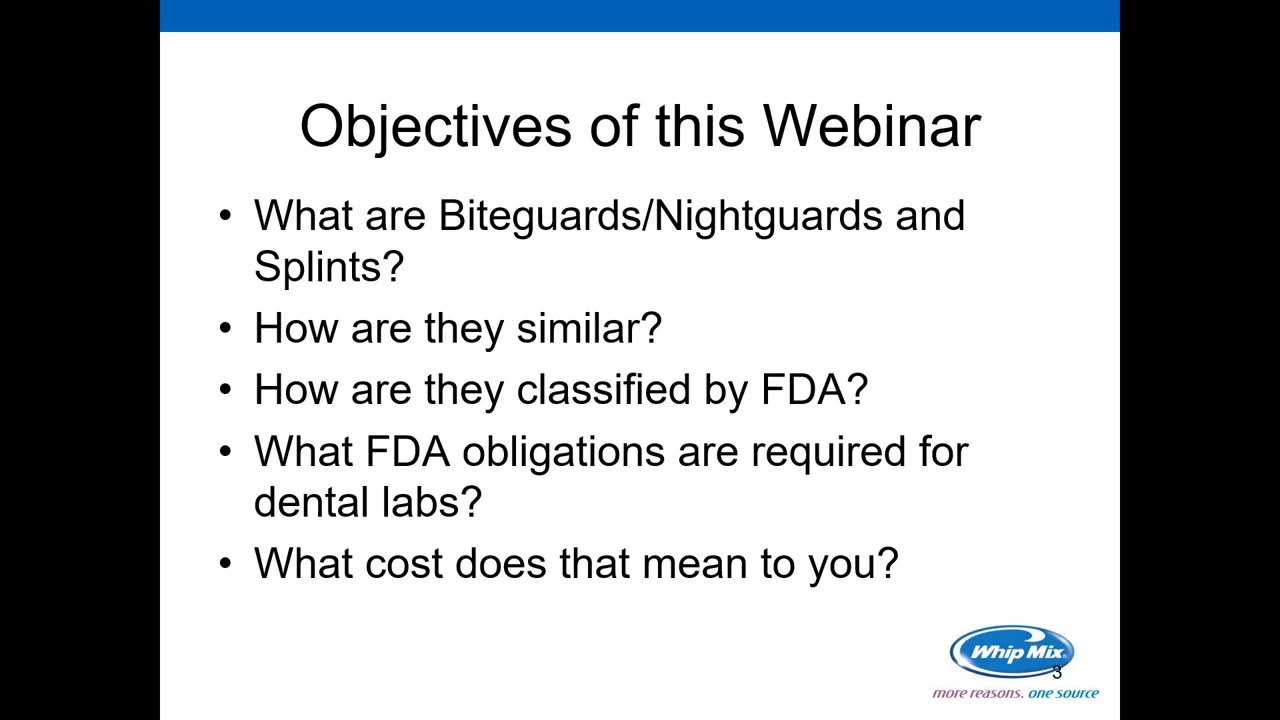 Objectives of this Webinar
• What are Biteguards/Nightguards and
Splints?
• How are they similar?
• How are they classified by FDA?
• What FDA obligations are required for
dental labs?
• What cost does that mean to you?
Whip Mix®
3
more reasons. one source